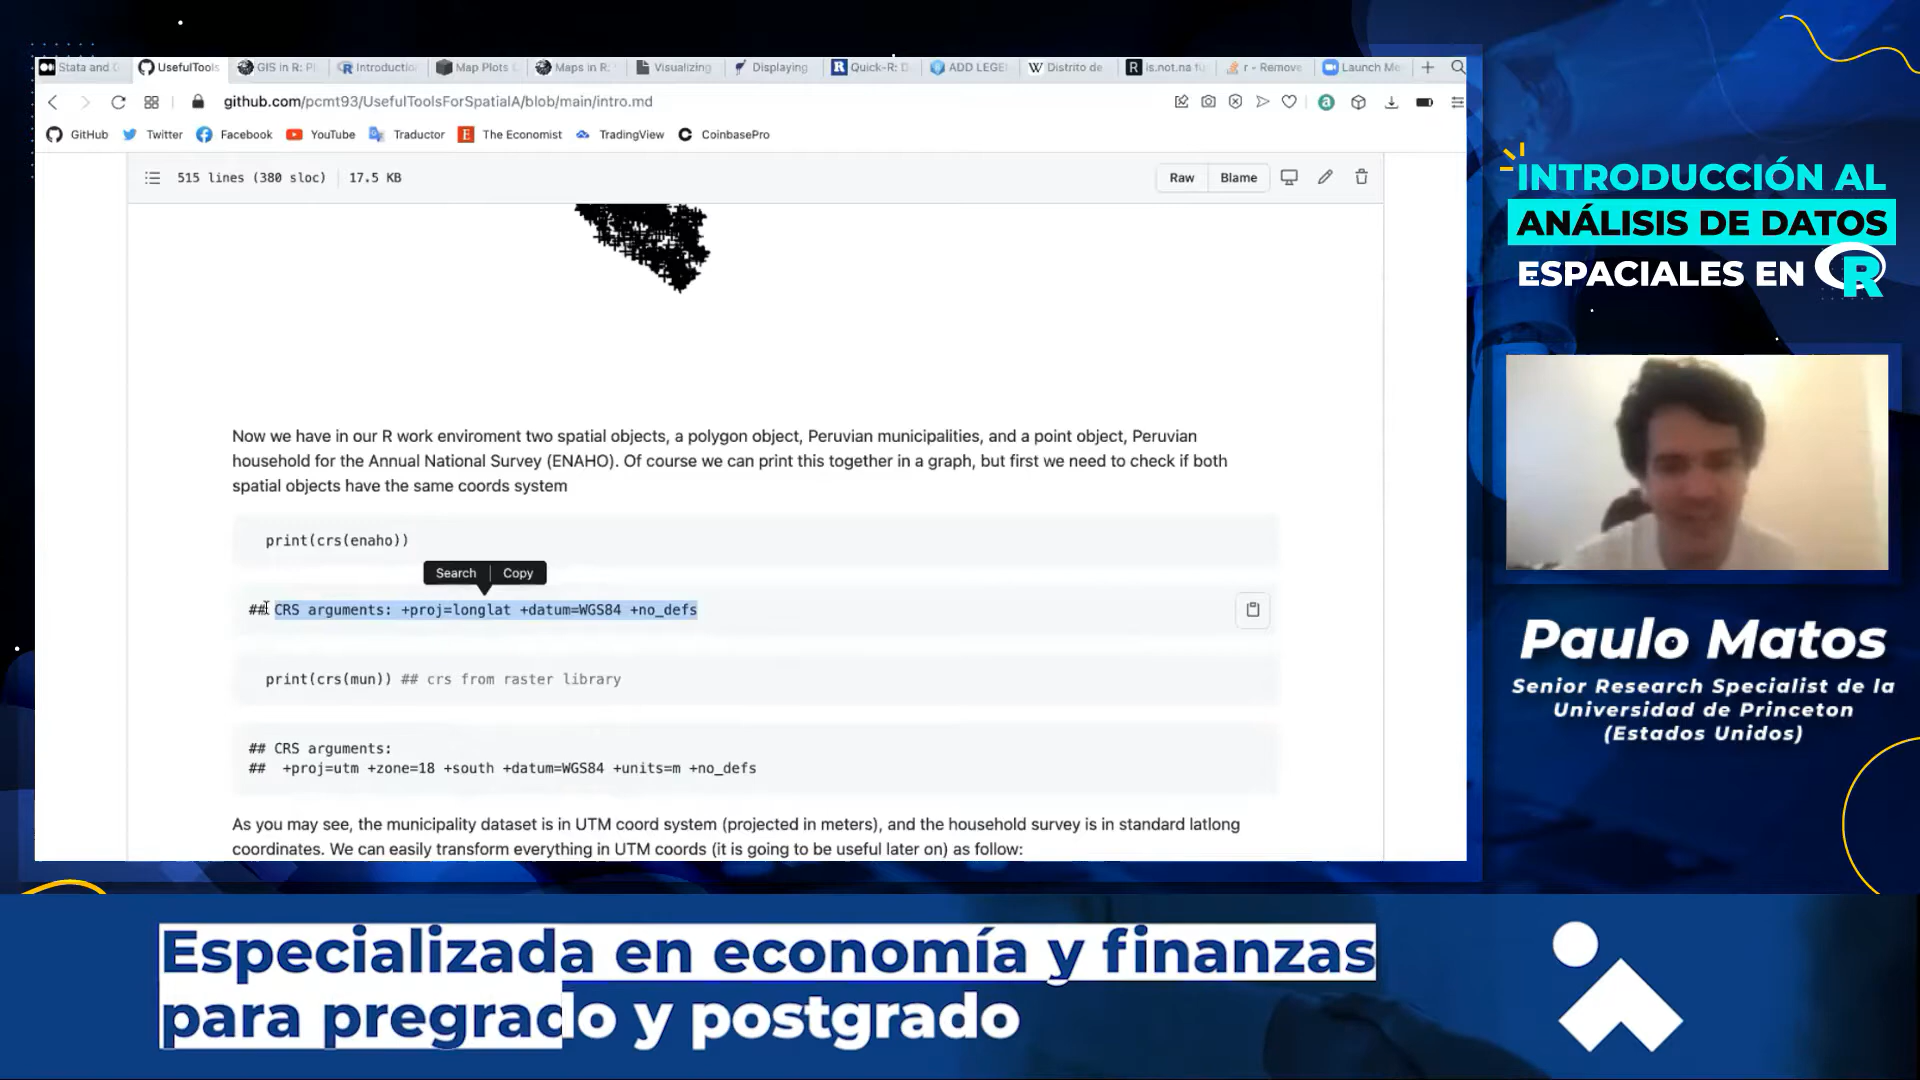 Stata and
UsefulTools
GIS in R: Pl
Introductio
Map Plots
Maps in R:
Visualizing
Displaying
Quick-R: D
ADD LEGE
Distrito de
is.not.na fu
r - Remove
Launch Me
github.com/pcmt93/UsefulToolsForSpatialA/blob/main/intro.md
GitHub
Twitter
Facebook
YouTube
Traductor
The Economist
TradingView
CoinbasePro
515 lines (380 sloc)
17.5 KB
Raw
Blame
Now we have in our R work enviroment two spatial objects, a polygon object, Peruvian municipalities, and a point object, Peruvian
household for the Annual National Survey (ENAHO). Of course we can print this together in a graph, but first we need to check if both
spatial objects have the same coords system
print(crs(enaho))
Search
Copy
## CRS arguments: +proj=longlat +datum=WGS84 +no_defs
print(crs(mun)) ## crs from raster library
## CRS arguments:
##  +proj=utm +zone=18 +south +datum=WGS84 +units=m +no_defs
As you may see, the municipality dataset is in UTM coord system (projected in meters), and the household survey is in standard latlong
coordinates. We can easily transform everything in UTM coords (it is going to be useful later on) as follow:
INTRODUCCIÓN AL
ANÁLISIS DE DATOS
ESPACIALES EN R
Paulo Matos
Senior Research Specialist de la
Universidad de Princeton
(Estados Unidos)
Especializada en economía y finanzas
para pregrado y postgrado